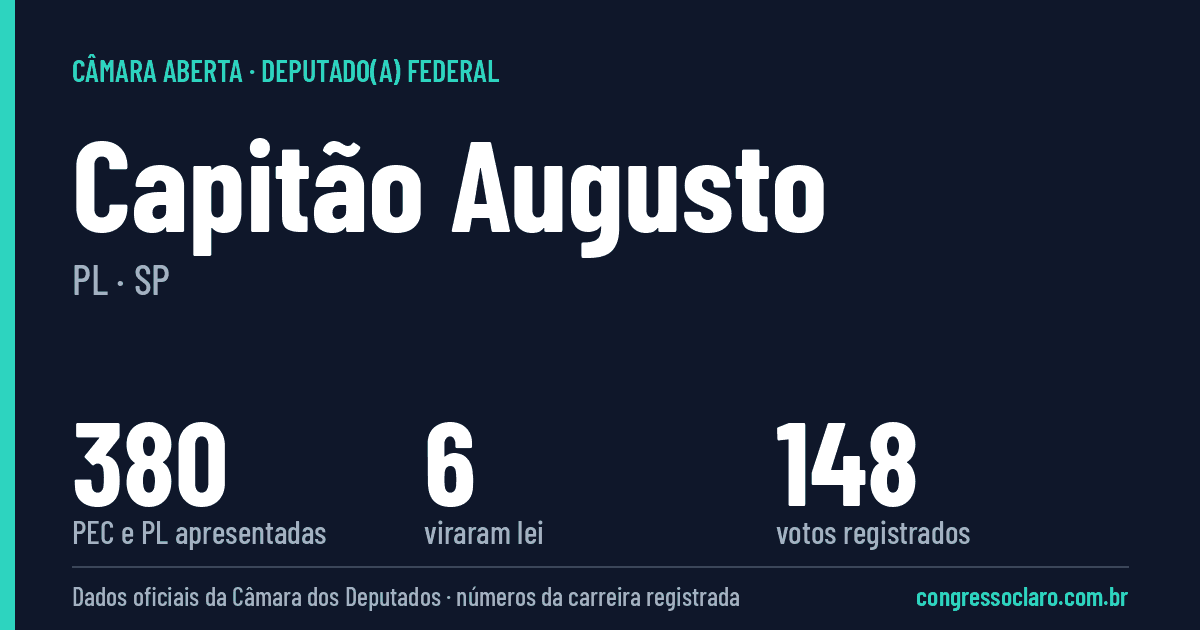 CÂMARA ABERTA · DEPUTADO(A) FEDERAL
Capitão Augusto
PL · SP
380 6 148
PEC e PL apresentadas viraram lei votos registrados
Dados oficiais da Câmara dos Deputados · números da carreira registrada congressoclaro.com.br